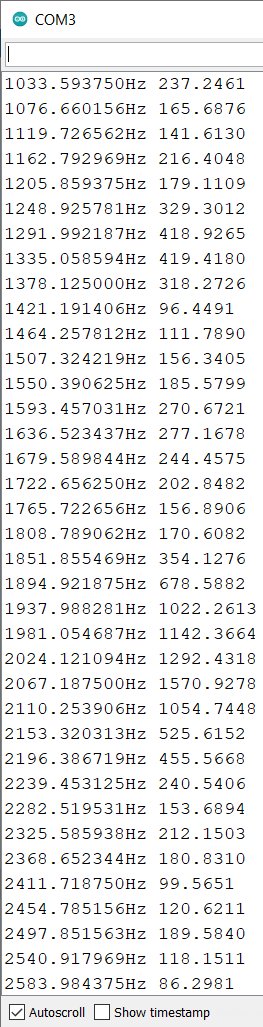 COM3
1033.593750Hz 237.2461
1076.660156Hz 165.6876
1119.726562Hz 141.6130
1162.792969Hz 216.4048
1205.859375Hz 179.1109
1248.925781Hz 329.3012
1291.992187Hz 418.9265
1335.058594Hz 419.4180
1378.125000Hz 318.2726
1421.191406Hz 96.4491
1464.257812Hz 111.7890
1507.324219Hz 156.3405
1550.390625Hz 185.5799
1593.457031Hz 270.6721
1636.523437Hz 277.1678
1679.589844Hz 244.4575
1722.656250Hz 202.8482
1765.722656Hz 156.8906
1808.789062Hz 170.6082
1851.855469Hz 354.1276
1894.921875Hz 678.5882
1937.988281Hz 1022.2613
1981.054687Hz 1142.3664
2024.121094Hz 1292.4318
2067.187500Hz 1570.9278
2110.253906Hz 1054.7448
2153.320313Hz 525.6152
2196.386719Hz 455.5668
2239.453125Hz 240.5406
2282.519531Hz 153.6894
2325.585938Hz 212.1503
2368.652344Hz 180.8310
2411.718750Hz 99.5651
2454.785156Hz 120.6211
2497.851563Hz 189.5840
2540.917969Hz 118.1511
2583.984375Hz 86.2981
Autoscroll Show timestamp